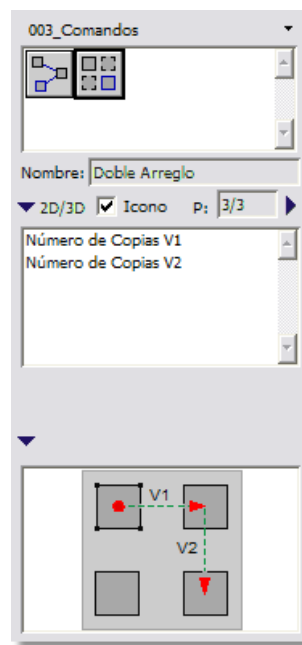 003_Comandos
Nombre: Doble Arreglo
2D/3D Icono P: 3/3
Número de Copias V1
Número de Copias V2
V1
V2